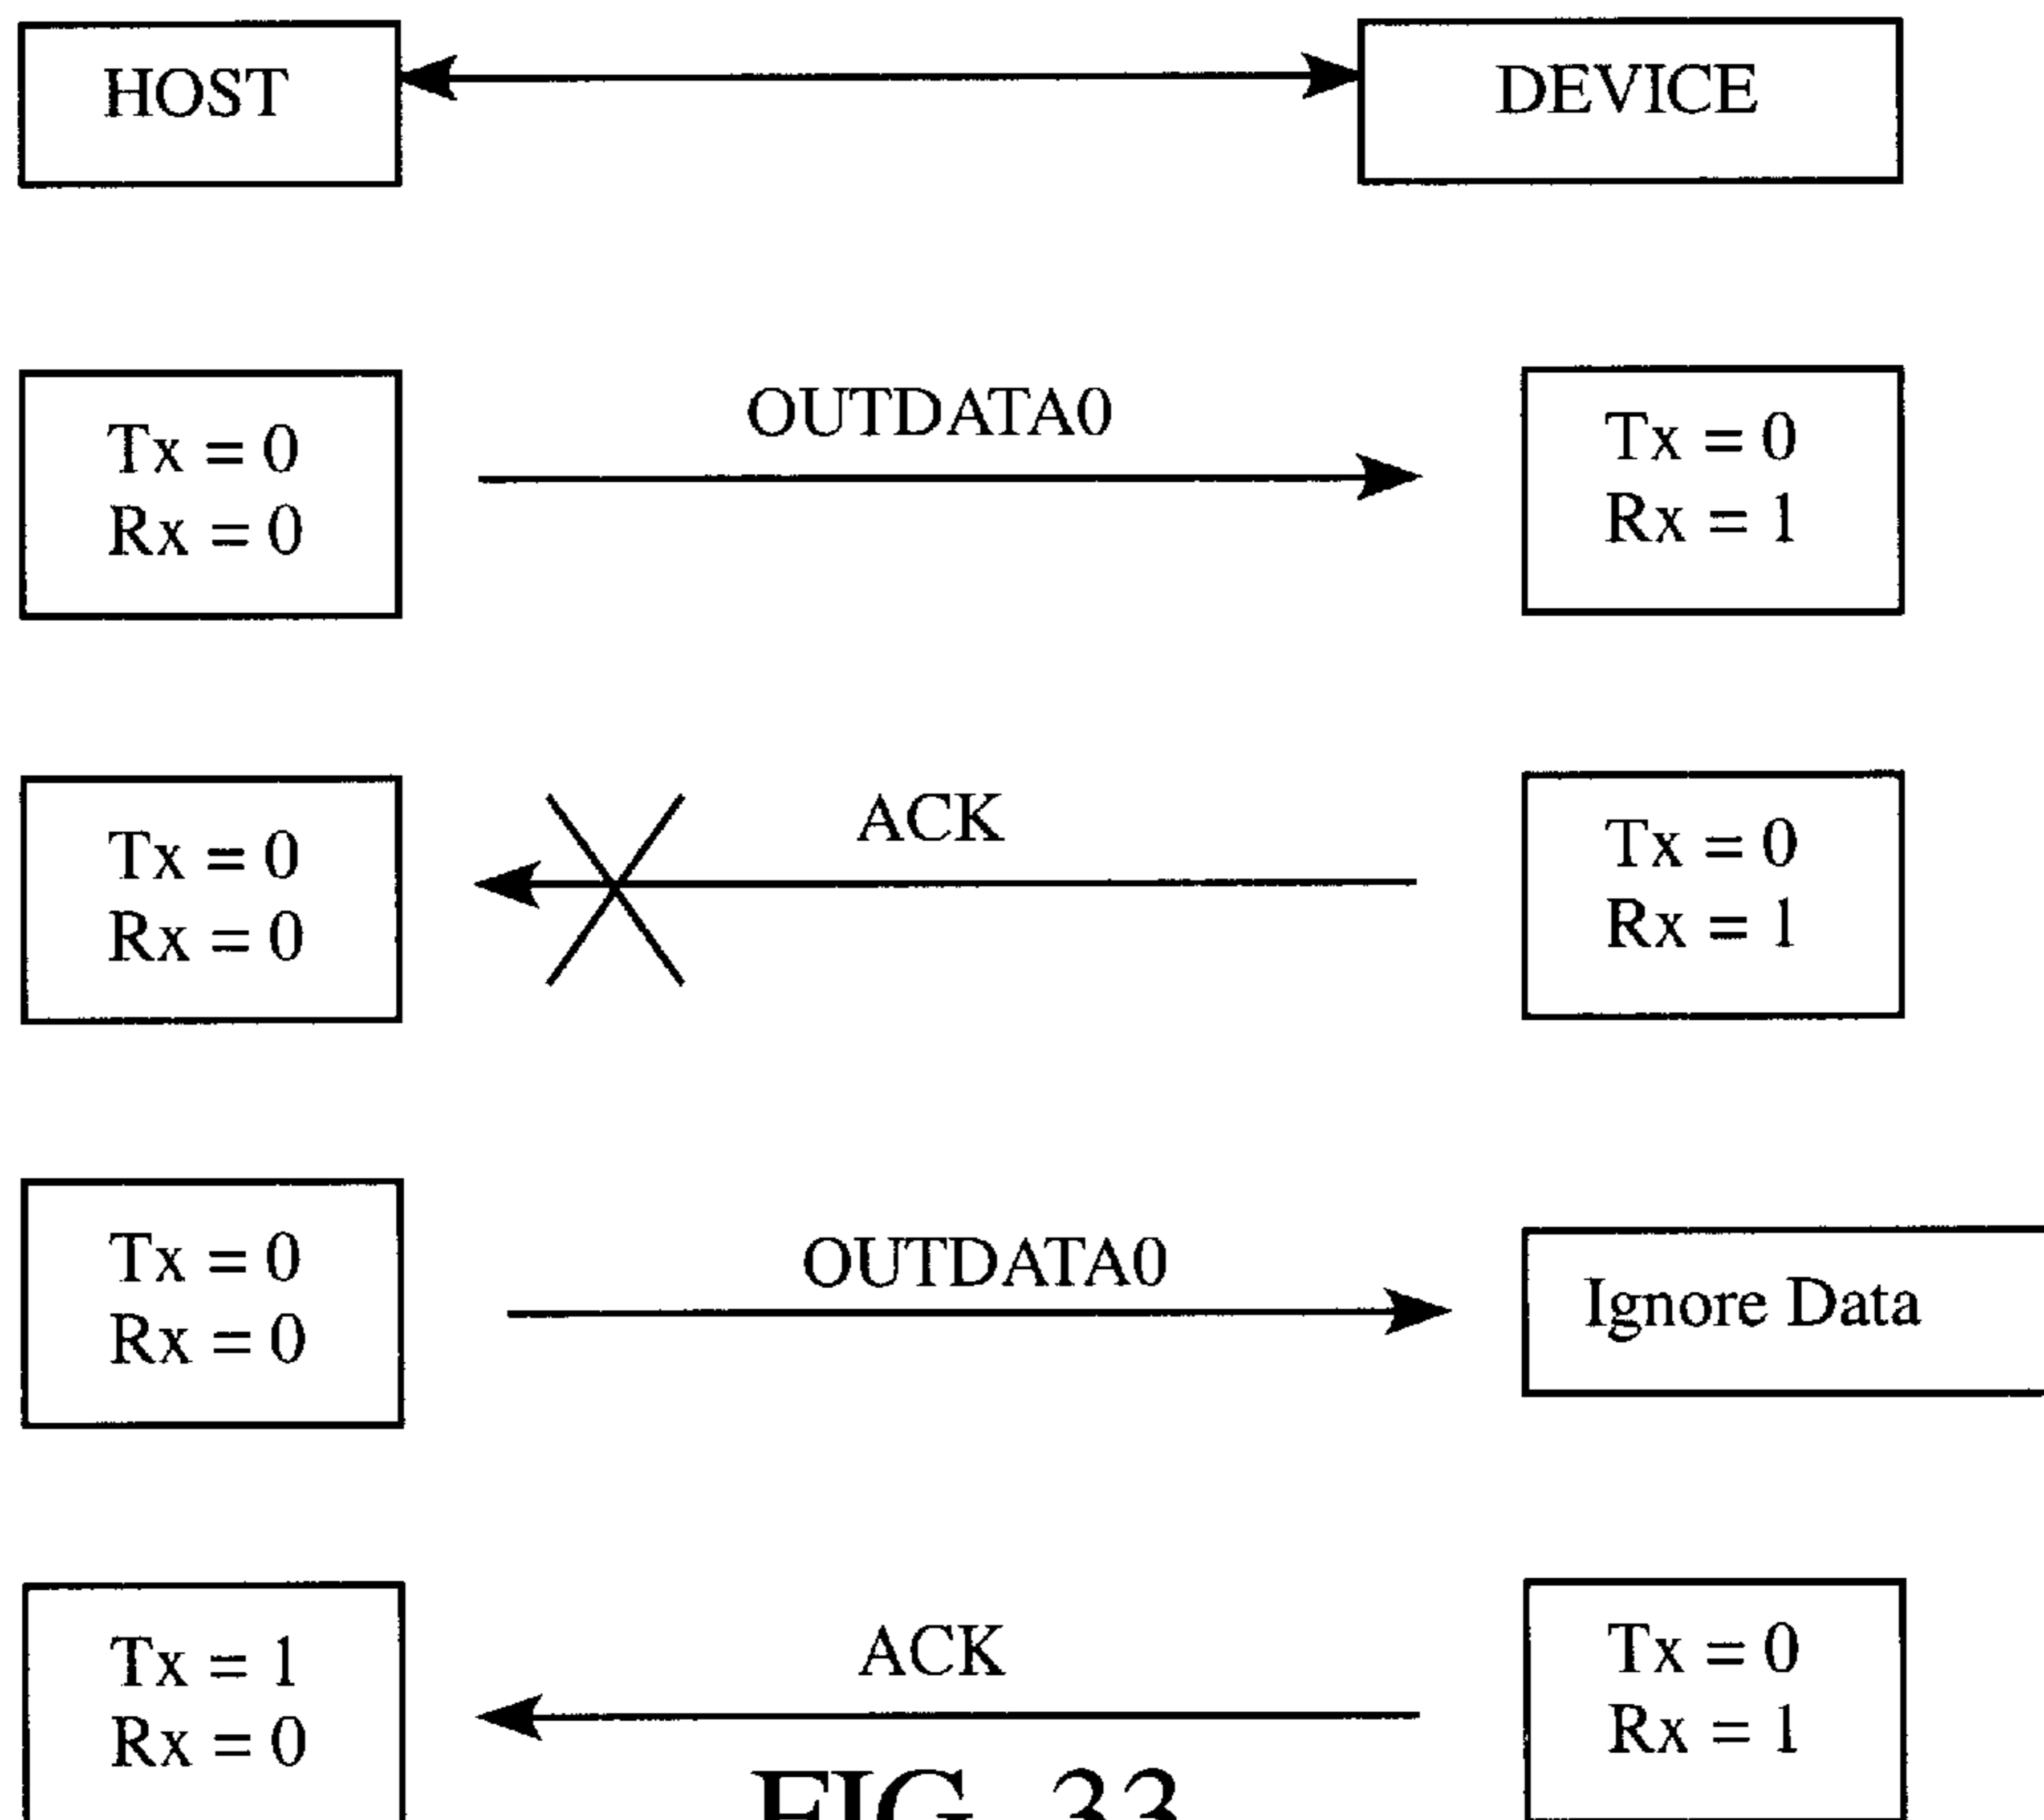 HOST
DEVICE
Tx = 0
Rx = 0
OUTDATA0
Tx = 0
Rx = 1
Tx = 0
Rx = 0
ACK
Tx = 0
Rx = 1
Tx = 0
Rx = 0
OUTDATA0
Ignore Data
Tx = 1
Rx = 0
ACK
Tx = 0
Rx = 1
FIG. 33